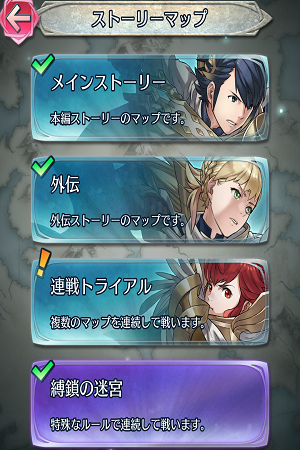 ストーリーマップ
メインストーリー
本編ストーリーのマップです。
外伝
外伝ストーリーのマップです。
連戦トライアル
複数のマップを連続して戦います。
縛鎖の迷宮
特殊なルールで連続して戦います。